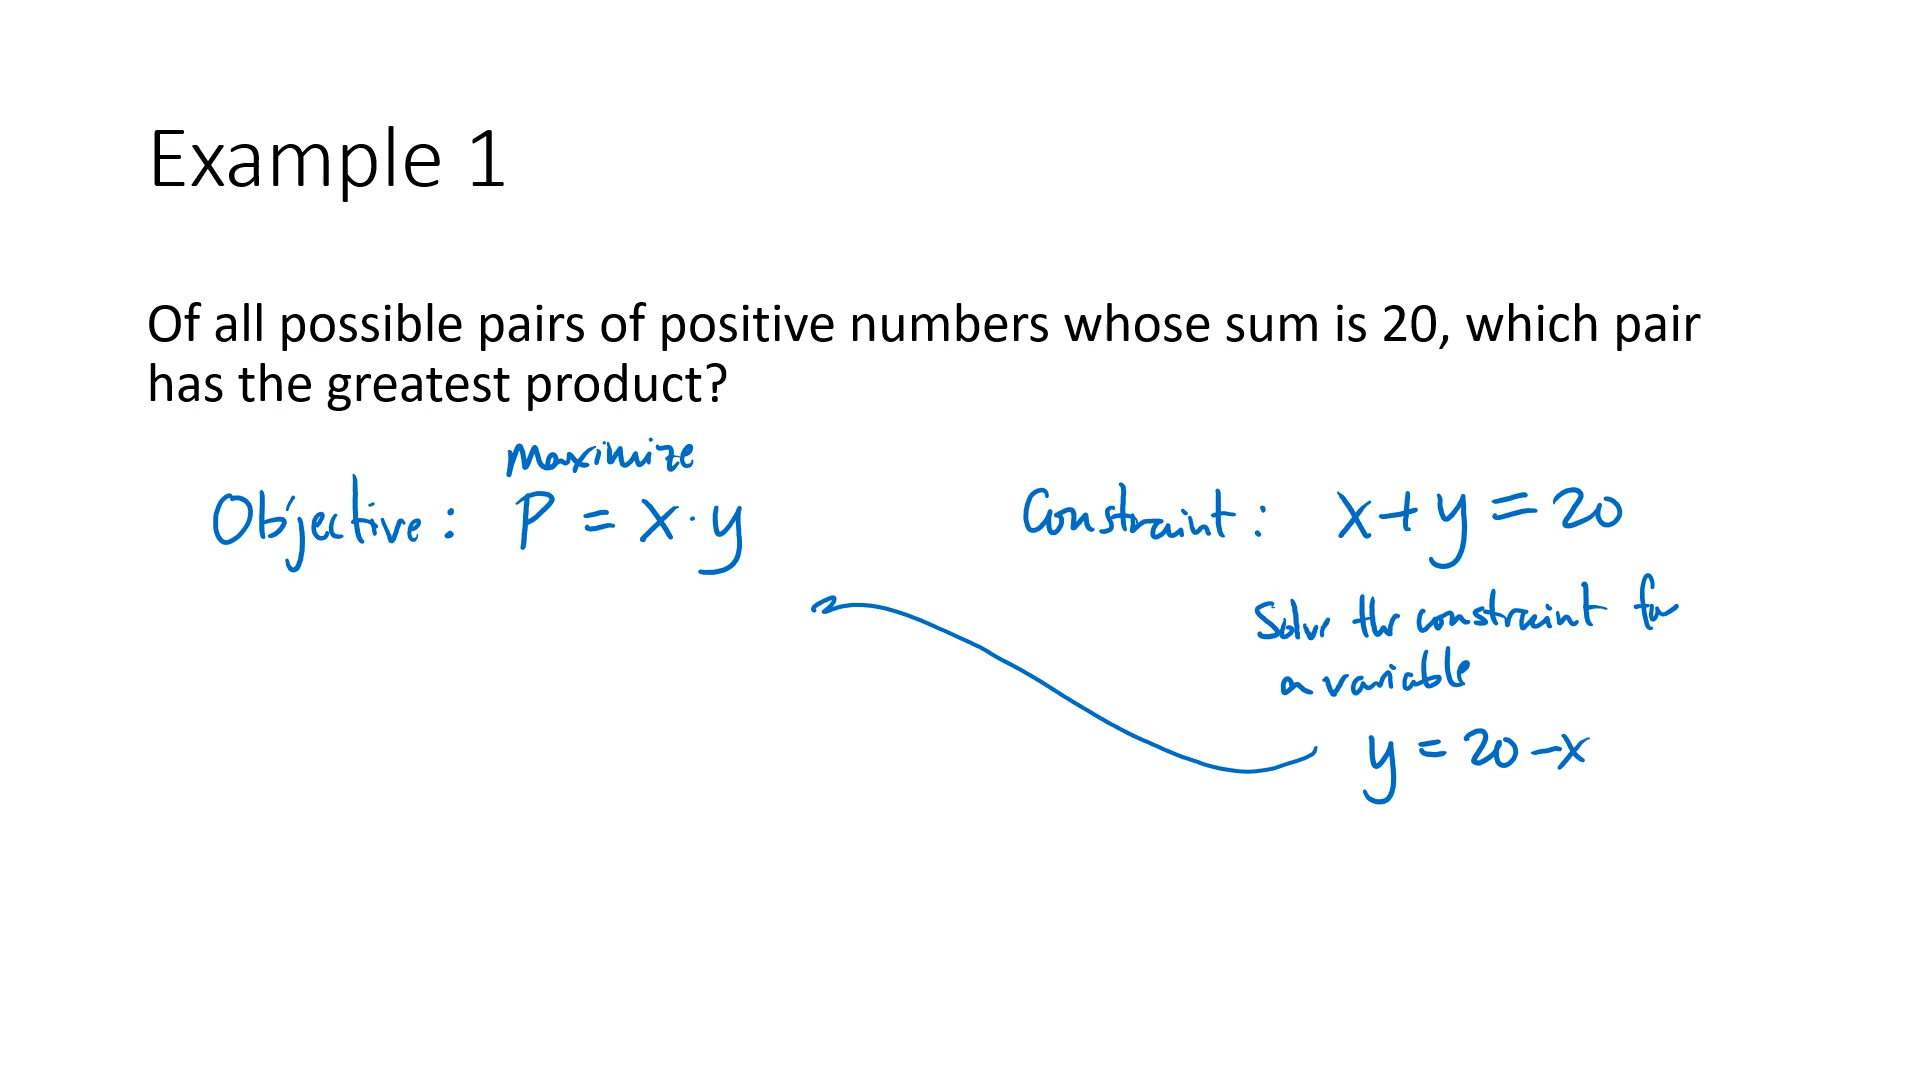 Example 1
Of all possible pairs of positive numbers whose sum is 20, which pair
has the greatest product?
Maximize
Objective: P = x · y
Constraint: x+y=20
Solve the constraint for
a variable
y = 20-x